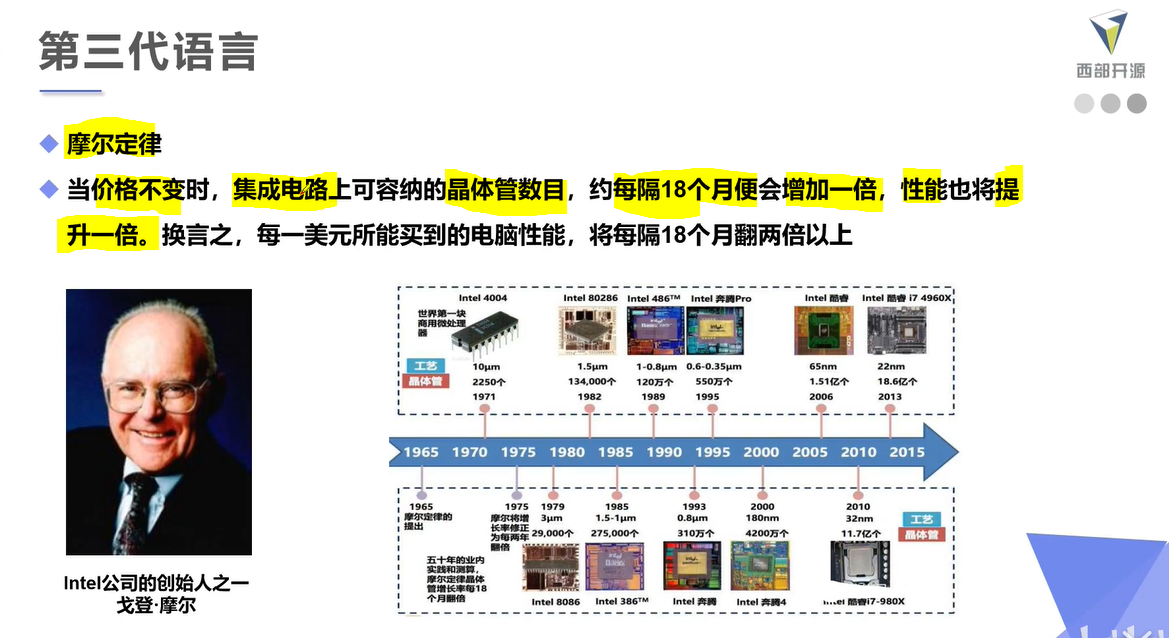 第三代语言
西部开源
摩尔定律
当价格不变时，集成电路上可容纳的晶体管数目，约每隔18个月便会增加一倍，性能也将提
升一倍。换言之，每一美元所能买到的电脑性能，将每隔18个月翻两倍以上
Intel公司的创始人之一
戈登·摩尔
Intel 4004
Intel 80286
Intel 486™
Intel 奔腾Pro
Intel 酷睿
Intel 酷睿 i7 4960X
世界第一块
商用微处理
器
工艺
10μm
1.5μm
1-0.8μm
0.6-0.35μm
65nm
22nm
晶体管
2250个
134,000个
120万个
550万个
1.51亿个
18.6亿个
1971
1982
1989
1995
2006
2013
1965
1970
1975
1980
1985
1990
1995
2000
2005
2010
2015
1965
摩尔定律的
提出
1975
摩尔将增
长率修正
为每两年
翻倍
1979
3μm
29,000个
1985
1.5-1μm
275,000个
1993
0.8μm
310万个
2000
180nm
4200万个
2010
32nm
11.7亿个
工艺
晶体管
五十年的业内
实践和测算，
摩尔定律晶体
管增长率每18
个月翻倍
Intel 8086
Intel 386™
Intel 奔腾
Intel 奔腾4
酷睿i7-980X